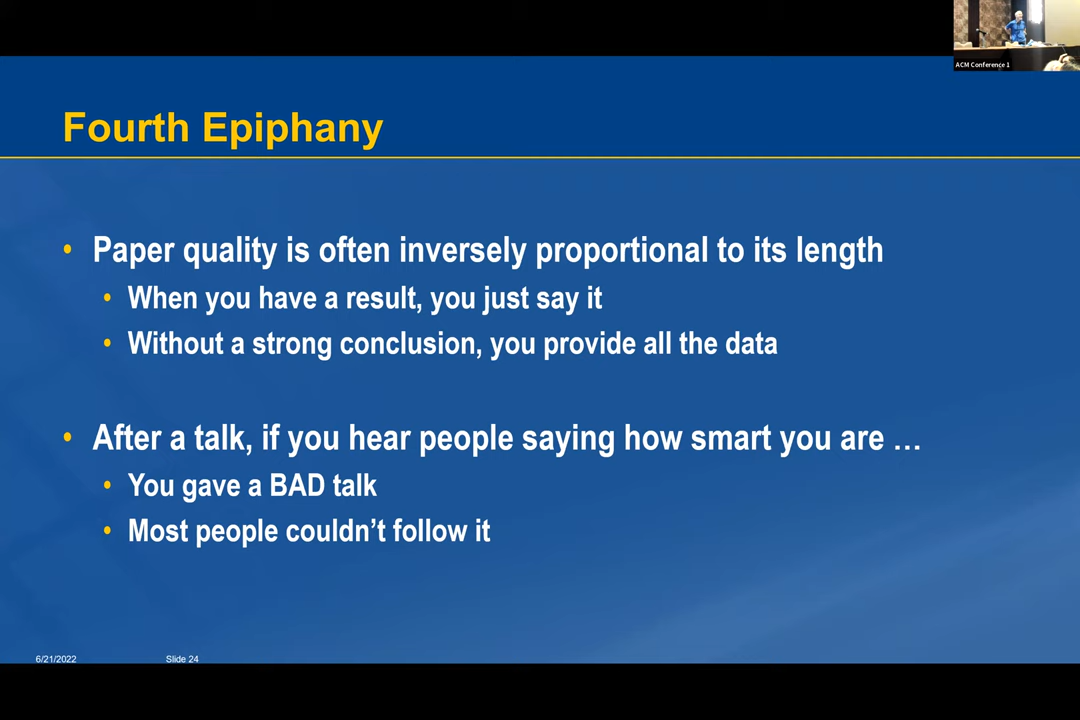 ACM Conference 1
Fourth Epiphany
• Paper quality is often inversely proportional to its length
• When you have a result, you just say it
• Without a strong conclusion, you provide all the data
• After a talk, if you hear people saying how smart you are …
• You gave a BAD talk
• Most people couldn’t follow it
6/21/2022
Slide 24